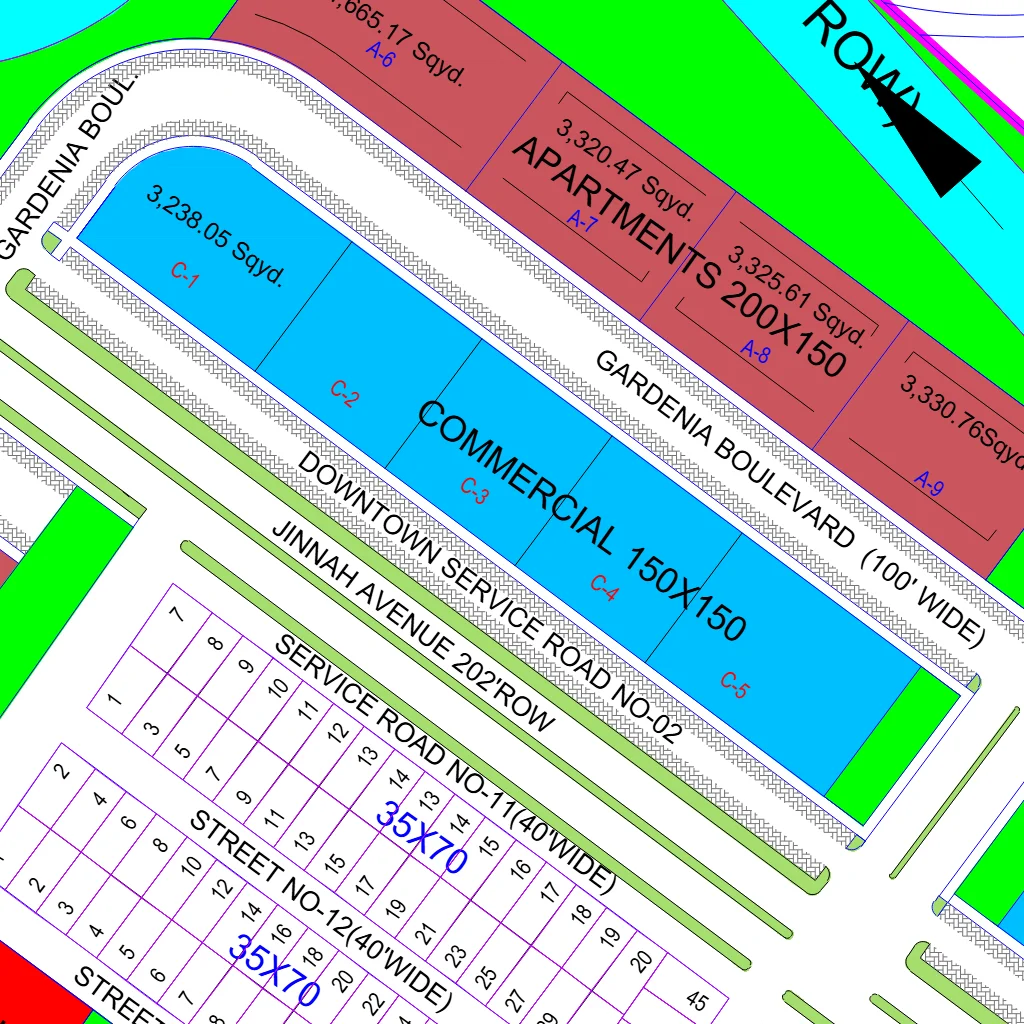 ,665.17 Sqyd.
A-6
ROW)
GARDENIA BOUL.
3,320.47 Sqyd.
APARTMENTS 200X150
A-7
3,325.61 Sqyd.
A-8
3,330.76Sqyd
A-9
3,238.05 Sqyd.
C-1
C-2
COMMERCIAL 150X150
C-3
C-4
C-5
GARDENIA BOULEVARD (100' WIDE)
DOWNTOWN SERVICE ROAD NO-02
JINNAH AVENUE 202'ROW
SERVICE ROAD NO-11(40'WIDE)
7
8
9
10
11
12
13
14
13
14
15
16
17
18
19
20
45
35X70
1
3
5
7
9
11
13
15
17
19
21
23
25
27
29
STREET NO-12(40'WIDE)
2
4
6
8
10
12
14
16
18
20
22
35X70
2
3
4
5
6
7
8
STREET